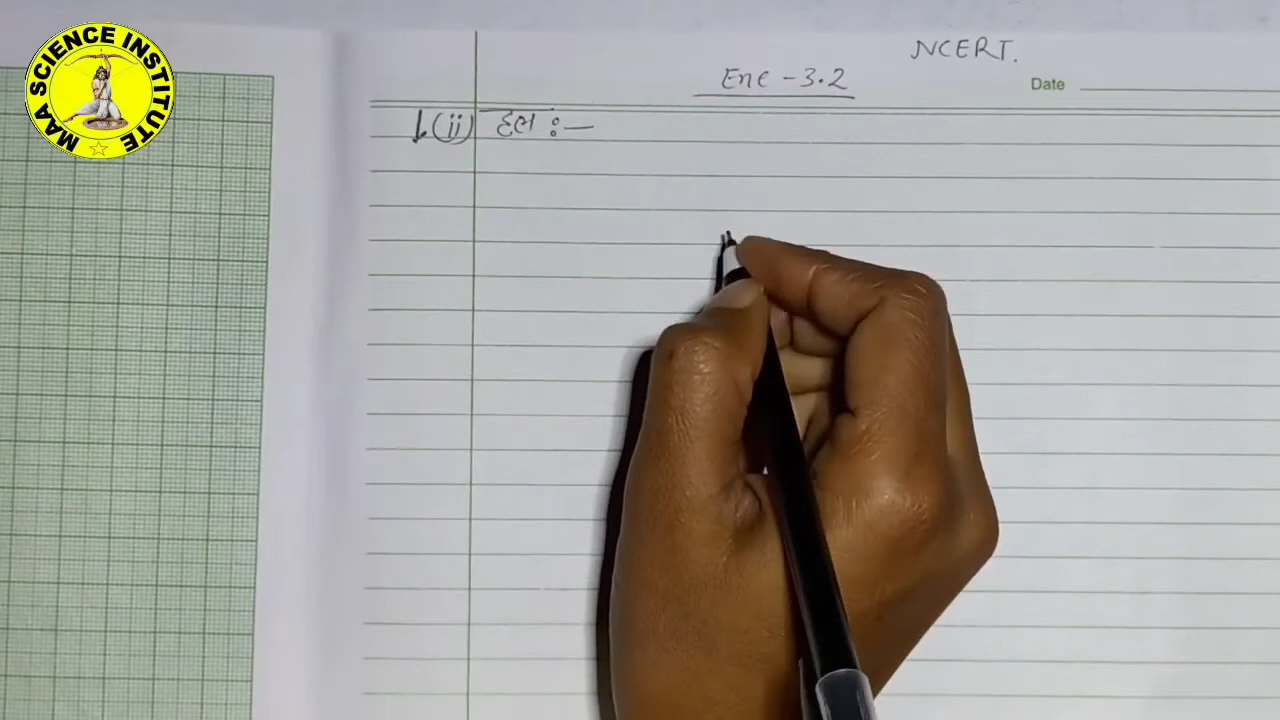 MAA SCIENCE INSTITUTE
NCERT.
Exe - 3.2
Date
1.(ii) हल :—